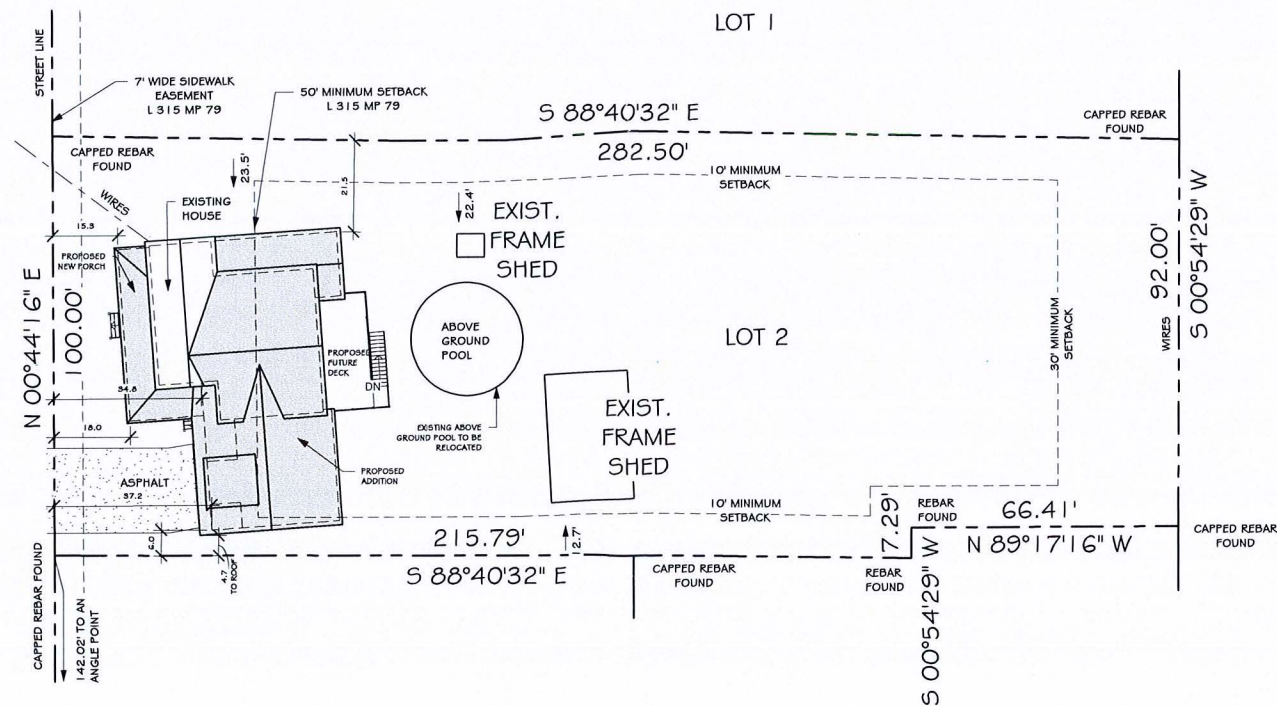 LOT 1
STREET LINE
7' WIDE SIDEWALK
EASEMENT
L 315 MP 79
50' MINIMUM SETBACK
L 315 MP 79
S 88°40'32" E
282.50'
CAPPED REBAR
FOUND
CAPPED REBAR
FOUND
23.5'
21.5
10' MINIMUM
SETBACK
WIRES
EXISTING
HOUSE
22.4'
EXIST.
FRAME
SHED
15.3
PROPOSED
NEW PORCH
N 00°44'16" E
100.00'
ABOVE
GROUND
POOL
LOT 2
30' MINIMUM
SETBACK
WIRES
92.00'
S 00°54'29" W
PROPOSED
FUTURE
DECK
DN
34.8
18.0
EXISTING ABOVE
GROUND POOL TO BE
RELOCATED
EXIST.
FRAME
SHED
PROPOSED
ADDITION
ASPHALT
37.2
10' MINIMUM
SETBACK
6.0
4.7
TO ROOF
215.79'
12.7'
S 88°40'32" E
CAPPED REBAR
FOUND
7.29'
REBAR
FOUND
66.41'
N 89°17'16" W
CAPPED REBAR
FOUND
REBAR
FOUND
S 00°54'29" W
CAPPED REBAR FOUND
142.02' TO AN
ANGLE POINT